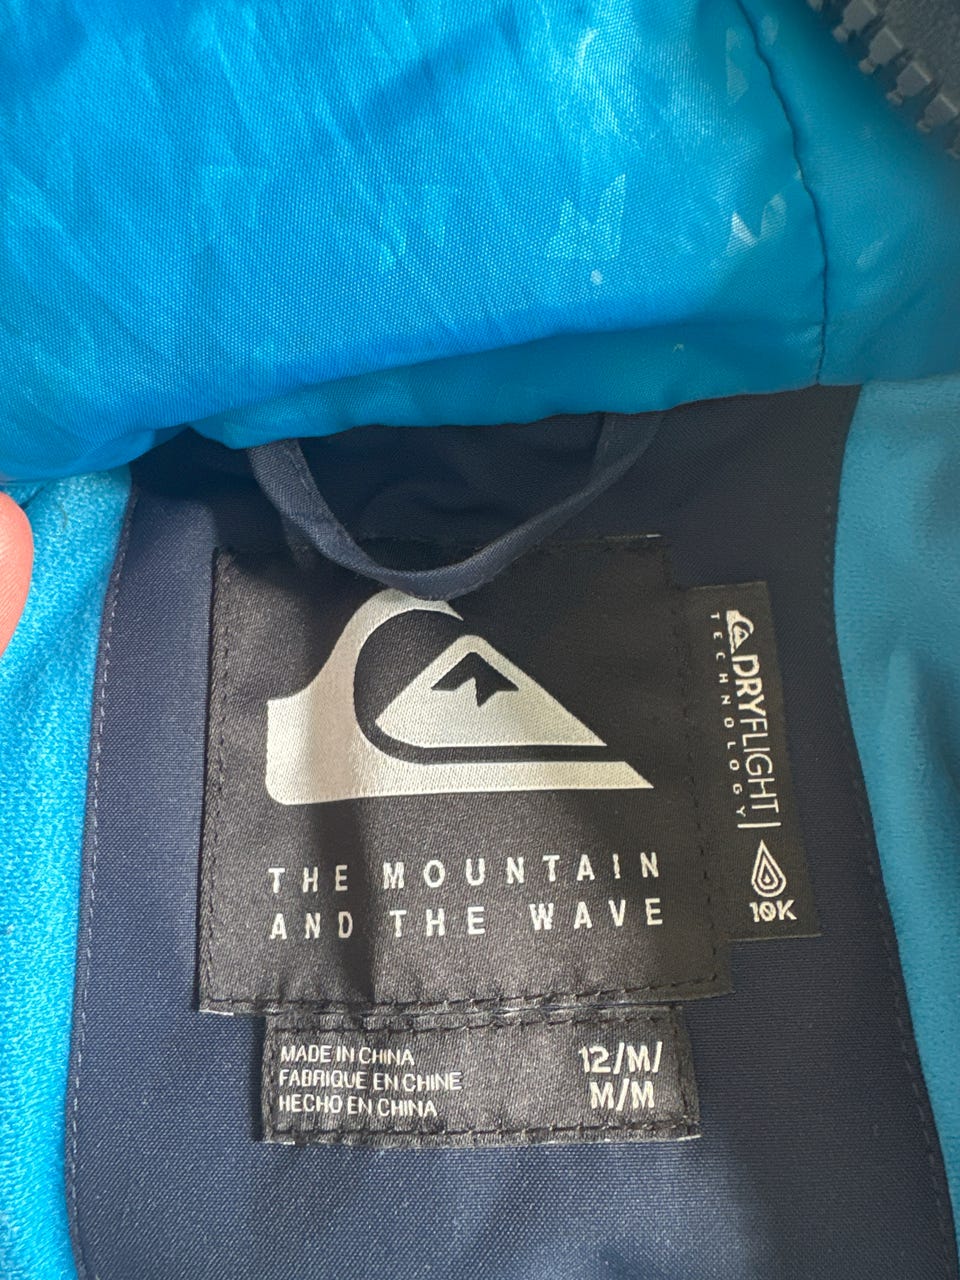 THE MOUNTAIN
AND THE WAVE
DRYFLIGHT
TECHNOLOGY
10K
MADE IN CHINA
FABRIQUE EN CHINE
HECHO EN CHINA
12/M/
M/M